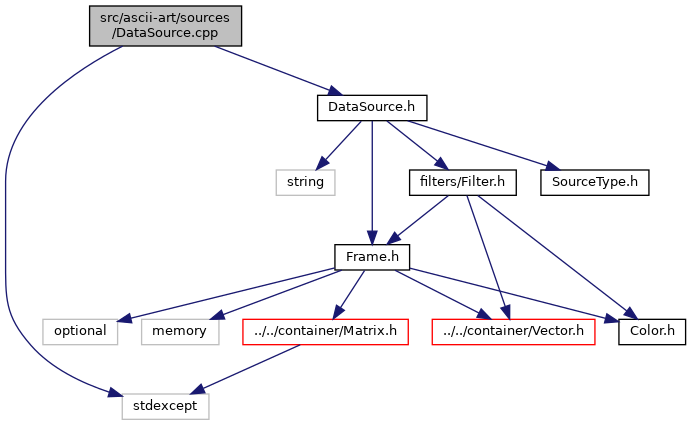 src/ascii-art/sources
/DataSource.cpp
DataSource.h
string
filters/Filter.h
SourceType.h
Frame.h
optional
memory
../../container/Matrix.h
../../container/Vector.h
Color.h
stdexcept